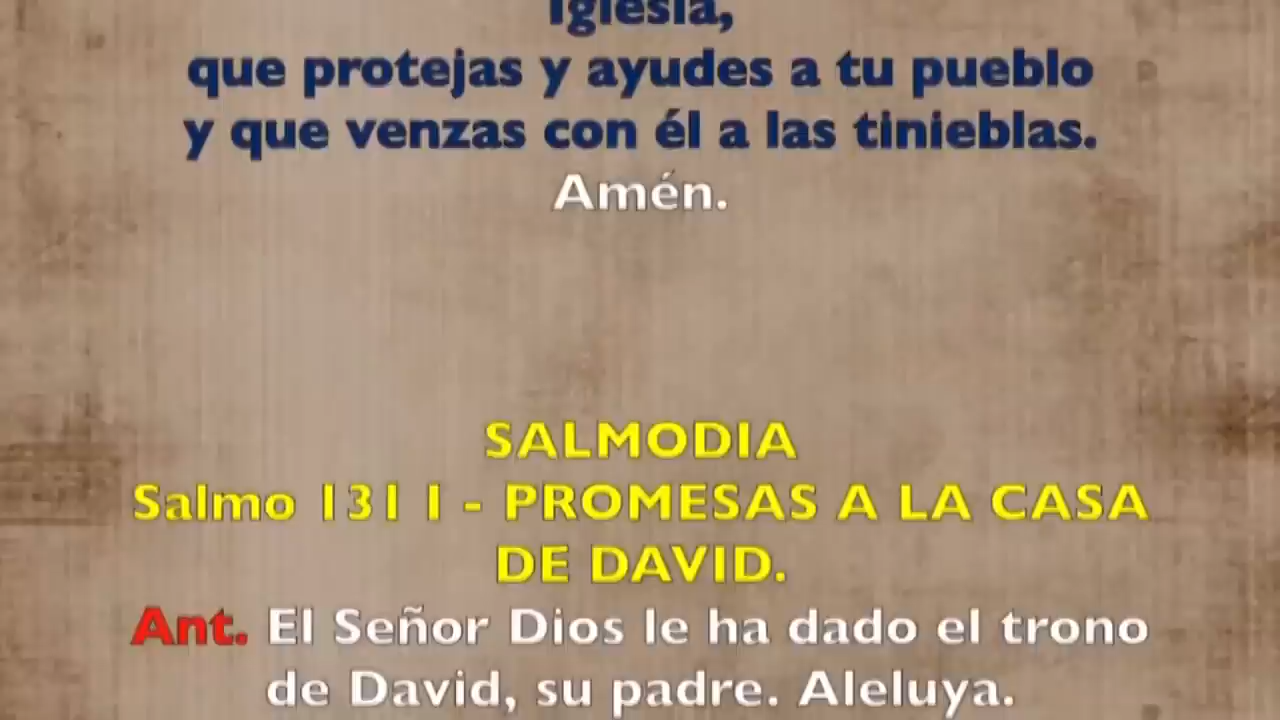 Iglesia,
que protejas y ayudes a tu pueblo
y que venzas con él a las tinieblas.
Amén.
SALMODIA
Salmo 131 I - PROMESAS A LA CASA
DE DAVID.
Ant. El Señor Dios le ha dado el trono
de David, su padre. Aleluya.